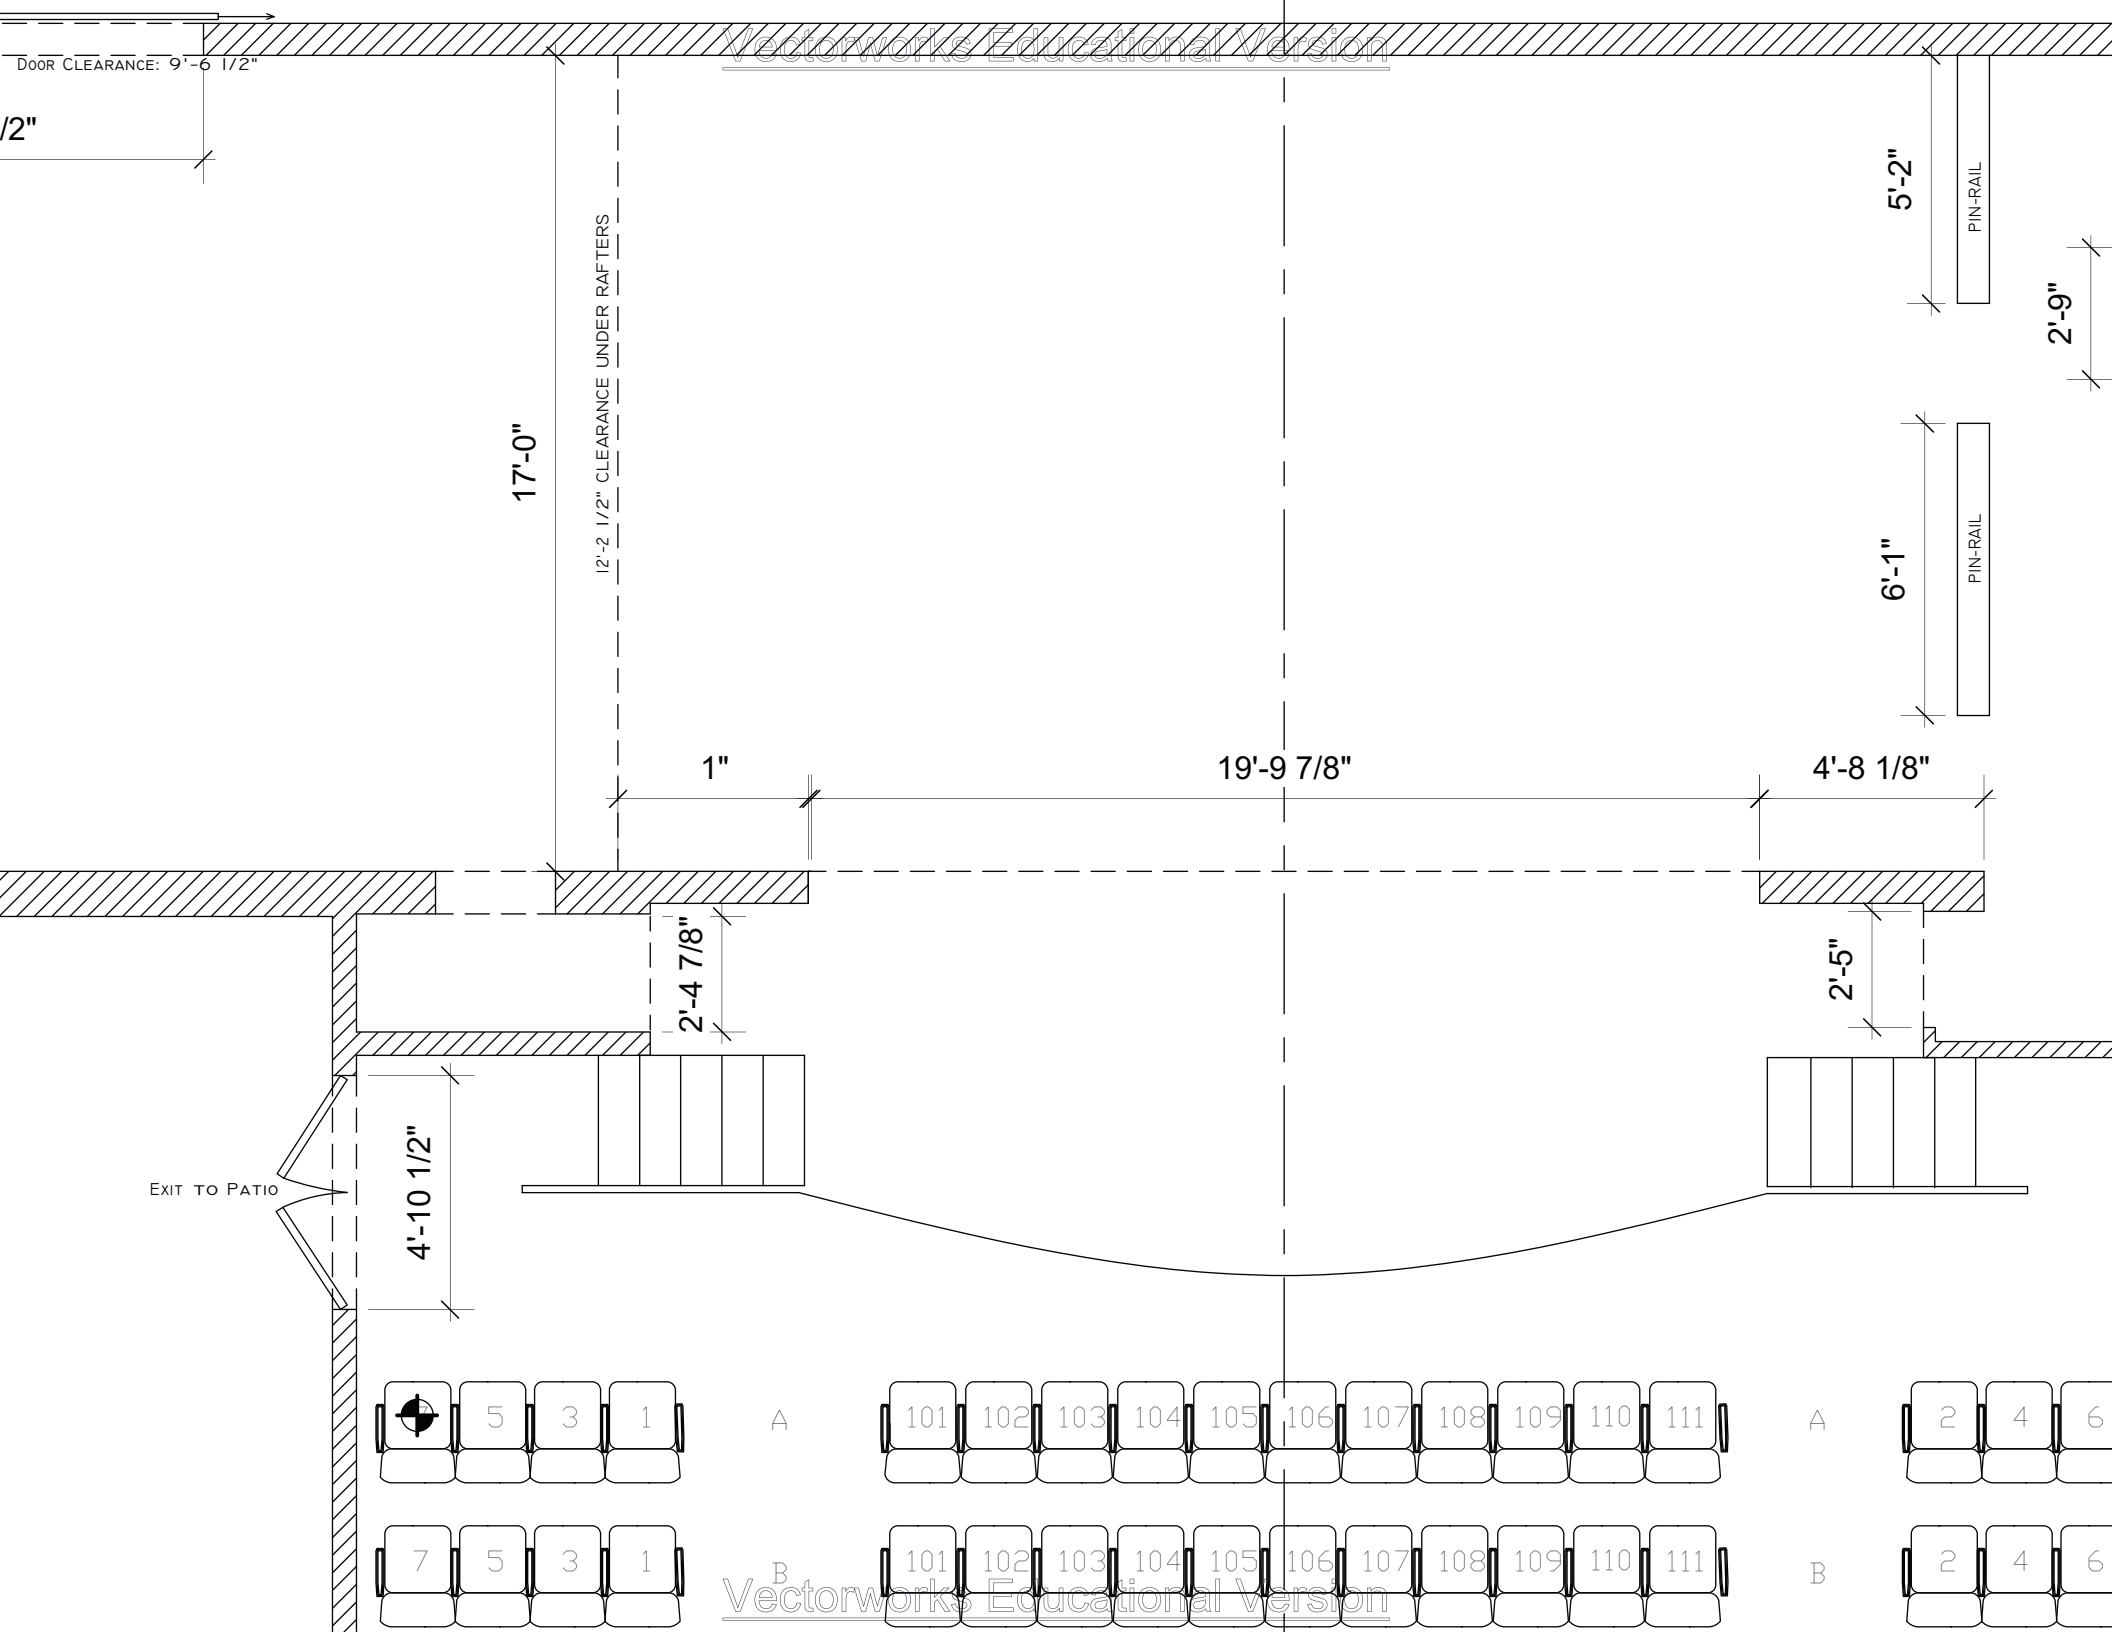 Vectorworks Educational Version
DOOR CLEARANCE: 9'-6 1/2"
/2"
5'-2"
PIN-RAIL
2'-9"
12'-2 1/2" CLEARANCE UNDER RAFTERS
17'-0"
6'-1"
PIN-RAIL
1"
19'-9 7/8"
4'-8 1/8"
2'-4 7/8"
2'-5"
4'-10 1/2"
EXIT TO PATIO
7 5 3 1 A 101 102 103 104 105 106 107 108 109 110 111 A 2 4 6
7 5 3 1 B 101 102 103 104 105 106 107 108 109 110 111 B 2 4 6
Vectorworks Educational Version